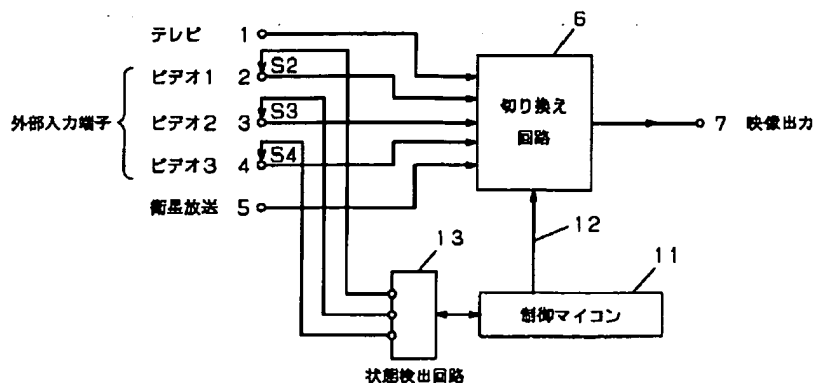 テレビ 1
ビデオ1 2 S2
外部入力端子
ビデオ2 3 S3
ビデオ3 4 S4
衛星放送 5
6
切り換え
回路
7 映像出力
12
13
11
制御マイコン
状態検出回路